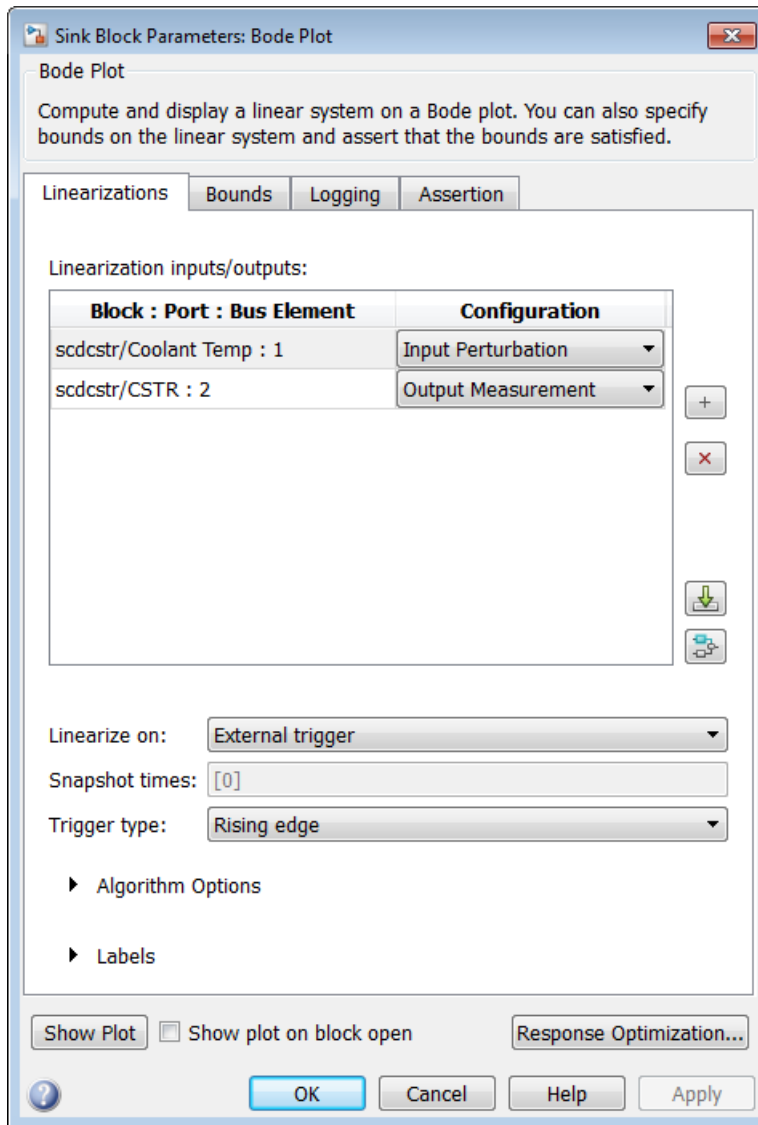 Sink Block Parameters: Bode Plot
Bode Plot
Compute and display a linear system on a Bode plot. You can also specify
bounds on the linear system and assert that the bounds are satisfied.
Linearizations Bounds Logging Assertion
Linearization inputs/outputs:
Block : Port : Bus Element Configuration
scdcstr/Coolant Temp : 1 Input Perturbation
scdcstr/CSTR : 2 Output Measurement
+
Linearize on: External trigger
Snapshot times: [0]
Trigger type: Rising edge
Algorithm Options
Labels
Show Plot Show plot on block open Response Optimization...
? OK Cancel Help Apply